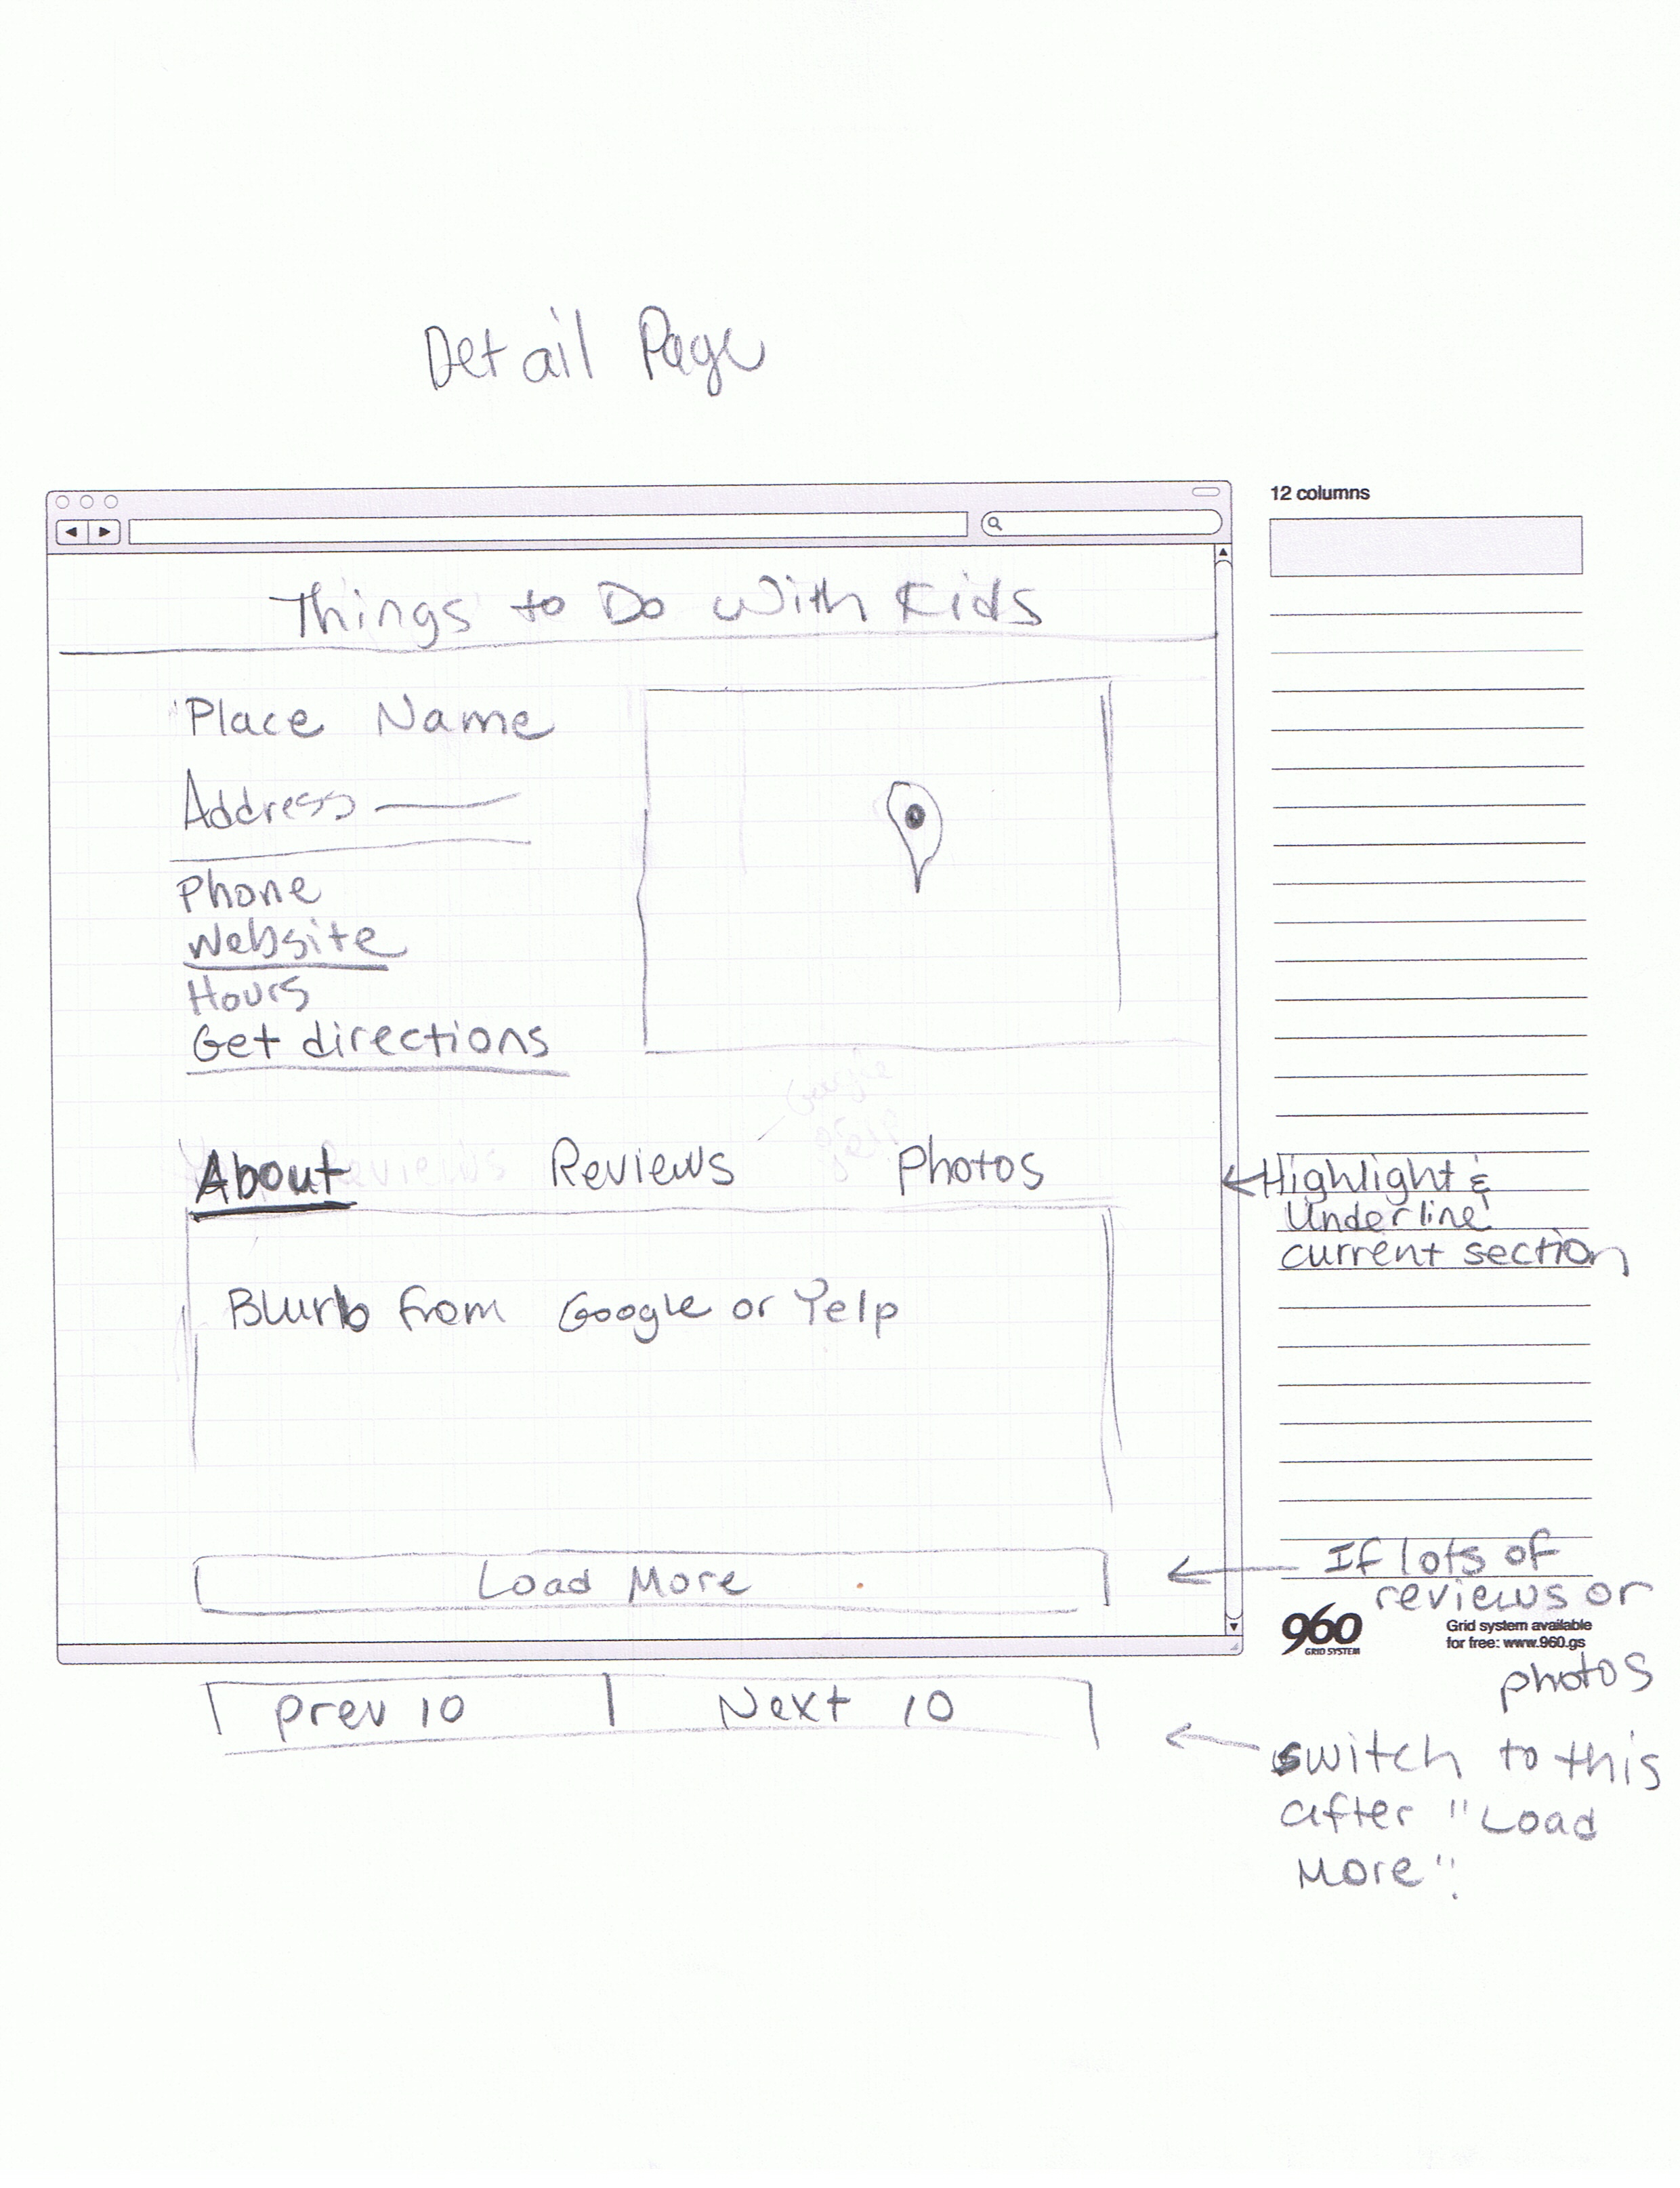 Detail Page
12 columns
Things to Do With Kids
Place Name
Address
Phone
Website
Hours
Get directions
About Reviews Photos
Highlight &
Underline
current section
Blurb from Google or Yelp
Load More
If lots of
reviews or
photos
960
GRID SYSTEM
Grid system available
for free: www.960.gs
Prev 10 Next 10
switch to this
after "Load
More".